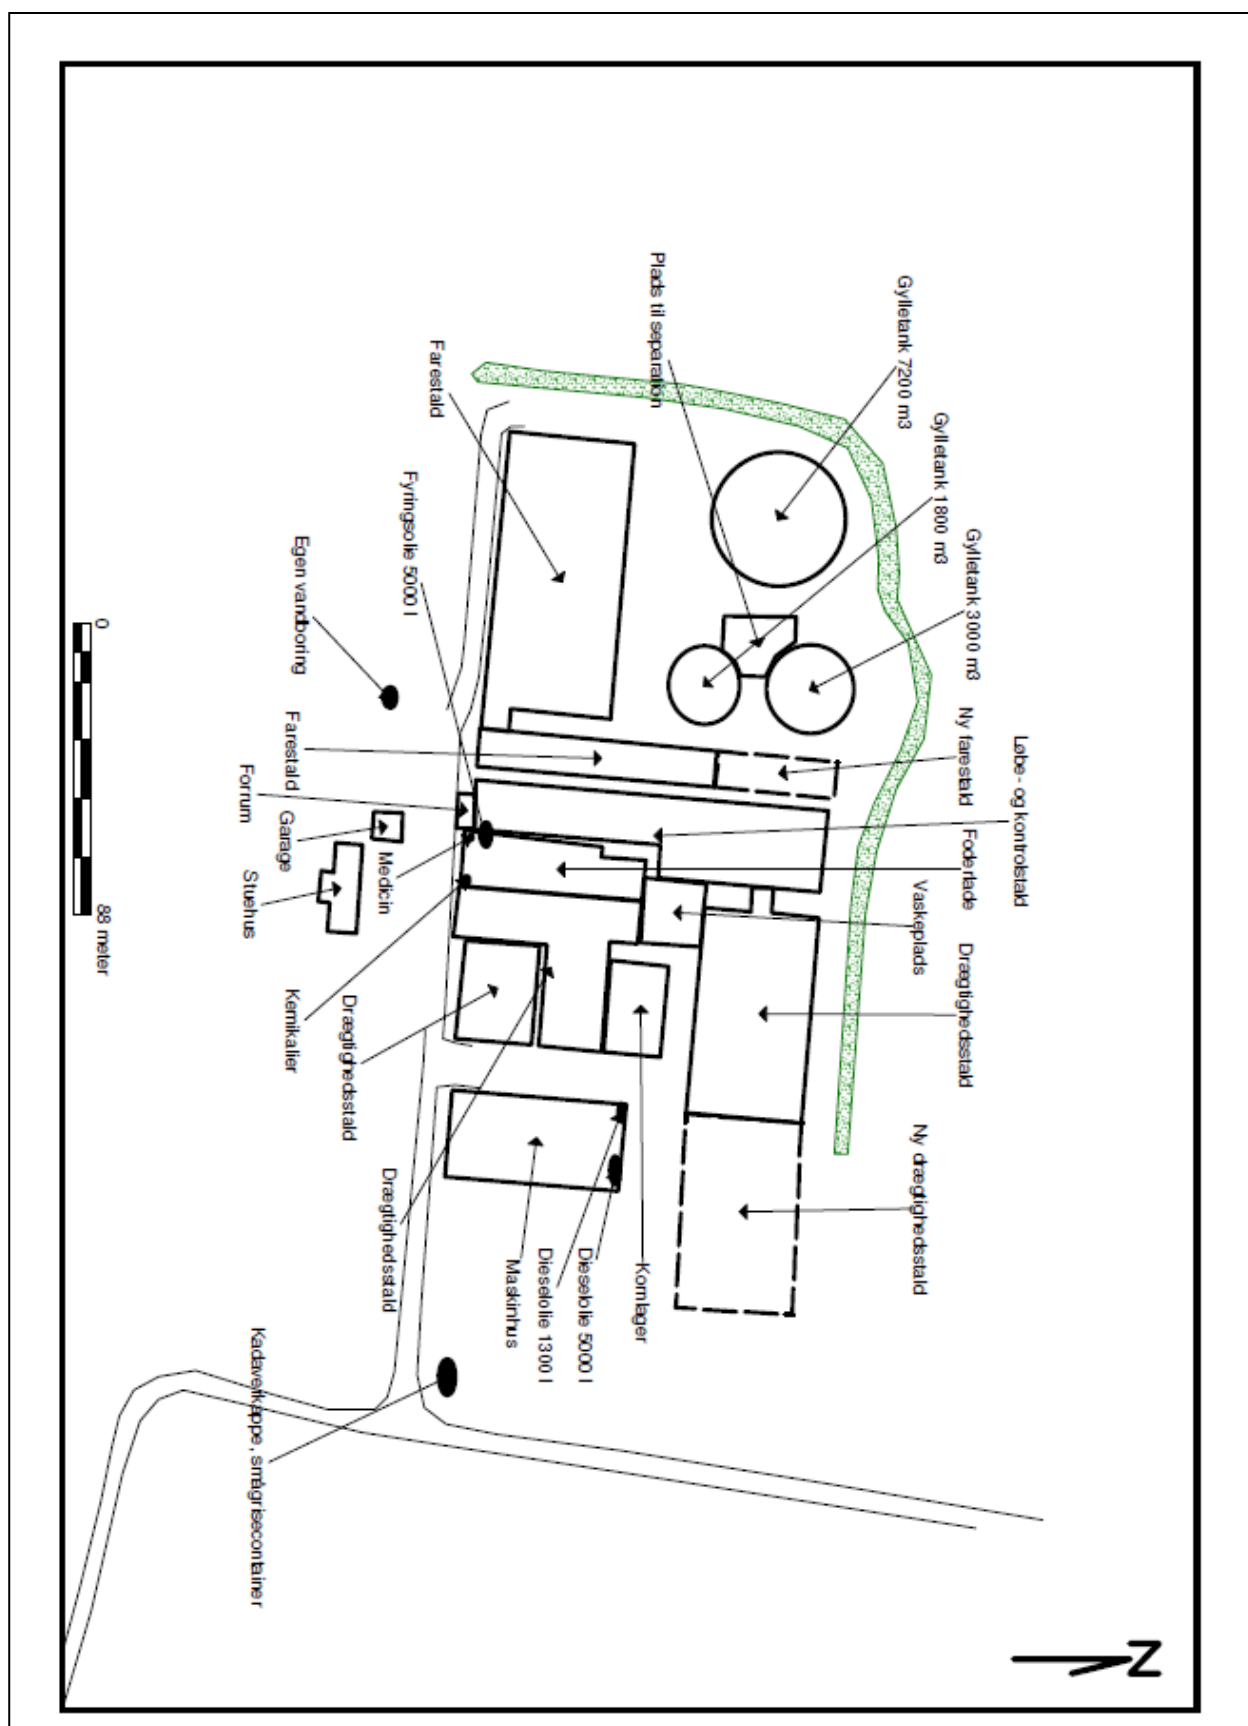 Gylletank 7200 m3
Plads til separation
Gylletank 1800 m3
Gylletank 3000 m3
Farestald
Fyringsolie 5000 l
Egen vandboring
Ny farestald
Løbe- og kontrolstald
Foderlade
Vaskeplads
Drægtighedsstald
Ny drægtighedsstald
Farestald
Forrum
Garage
Stuehus
Medicin
Kemikalier
Drægtighedsstald
Drægtighedsstald
Maskinhus
Dieselolie 1300 l
Dieselolie 5000 l
Kornlager
Kadaverkappe, smågrisecontainer
0
88 meter
N